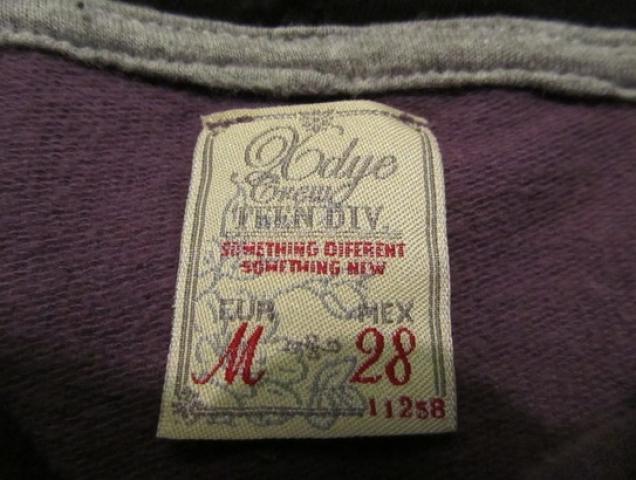 Xdye
Crew
TREN.DIV.
SOMETHING DIFERENT
SOMETHING NEW
EUR MEX
M 28
11258